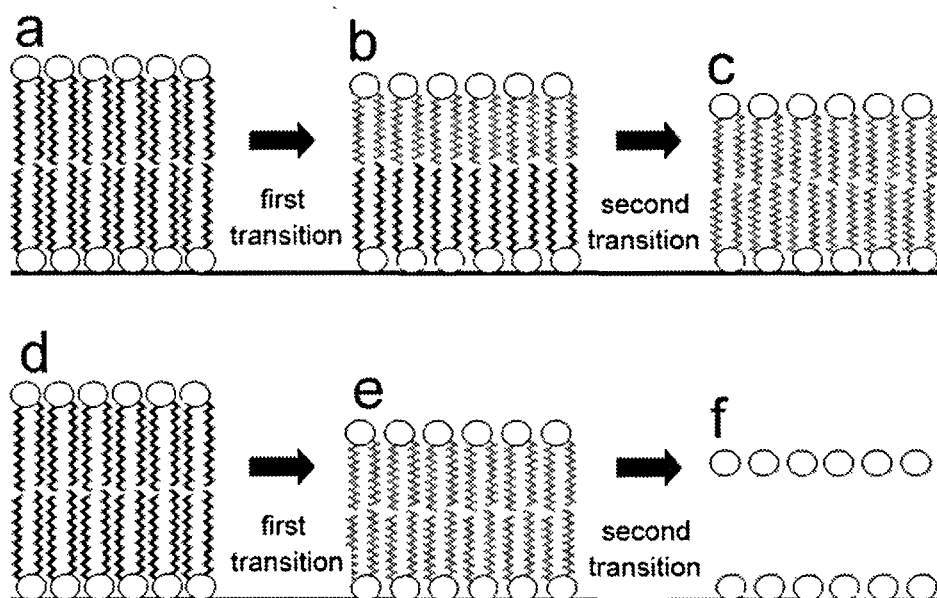 a
b
c
first
transition
second
transition
d
e
f
first
transition
second
transition